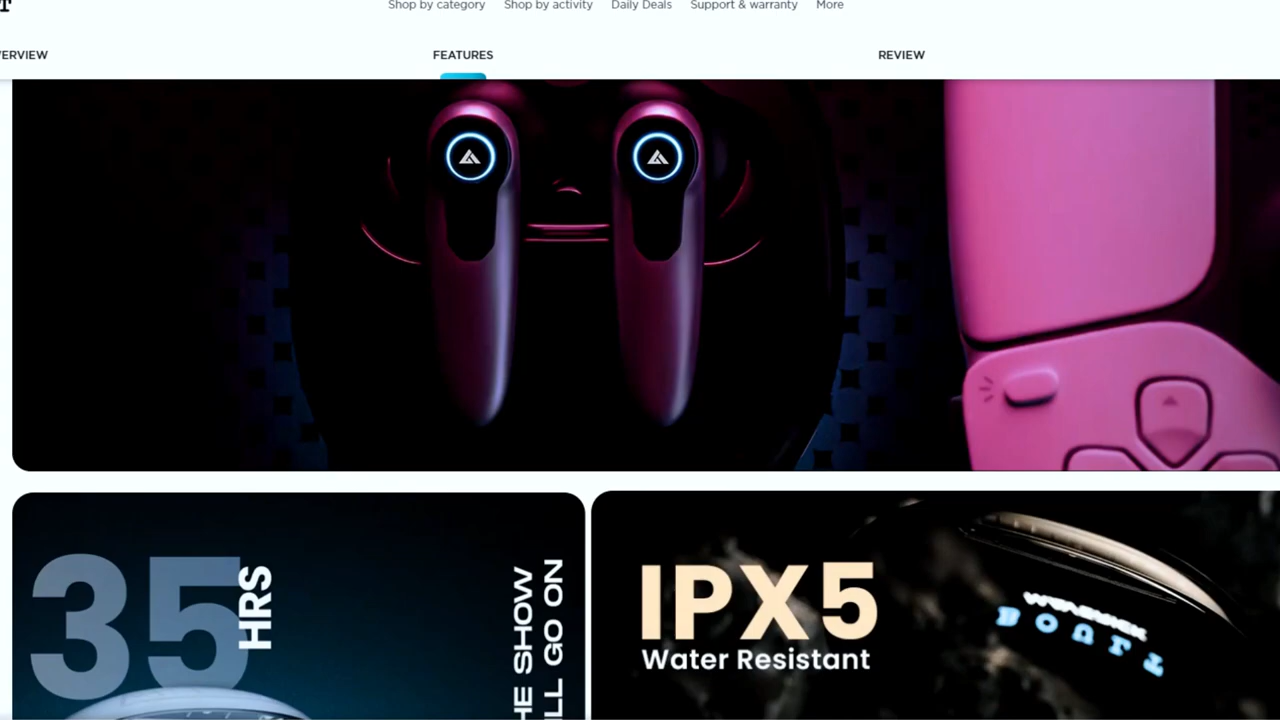 Shop by category Shop by activity Daily Deals Support & warranty More
FEATURES REVIEW
35 HRS
IPX5
Water Resistant